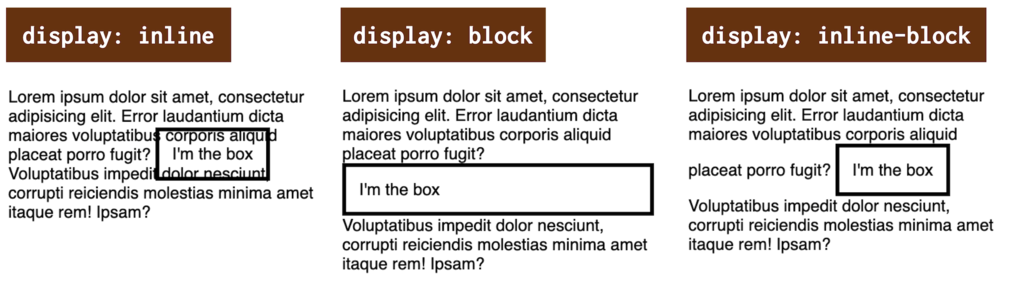 display: inline
Lorem ipsum dolor sit amet, consectetur
adipisicing elit. Error laudantium dicta
maiores voluptatibus corporis aliquid
placeat porro fugit? I'm the box
Voluptatibus impedit dolor nesciunt,
corrupti reiciendis molestias minima amet
itaque rem! Ipsam?
display: block
Lorem ipsum dolor sit amet, consectetur
adipisicing elit. Error laudantium dicta
maiores voluptatibus corporis aliquid
placeat porro fugit?
I'm the box
Voluptatibus impedit dolor nesciunt,
corrupti reiciendis molestias minima amet
itaque rem! Ipsam?
display: inline-block
Lorem ipsum dolor sit amet, consectetur
adipisicing elit. Error laudantium dicta
maiores voluptatibus corporis aliquid
placeat porro fugit? I'm the box
Voluptatibus impedit dolor nesciunt,
corrupti reiciendis molestias minima amet
itaque rem! Ipsam?